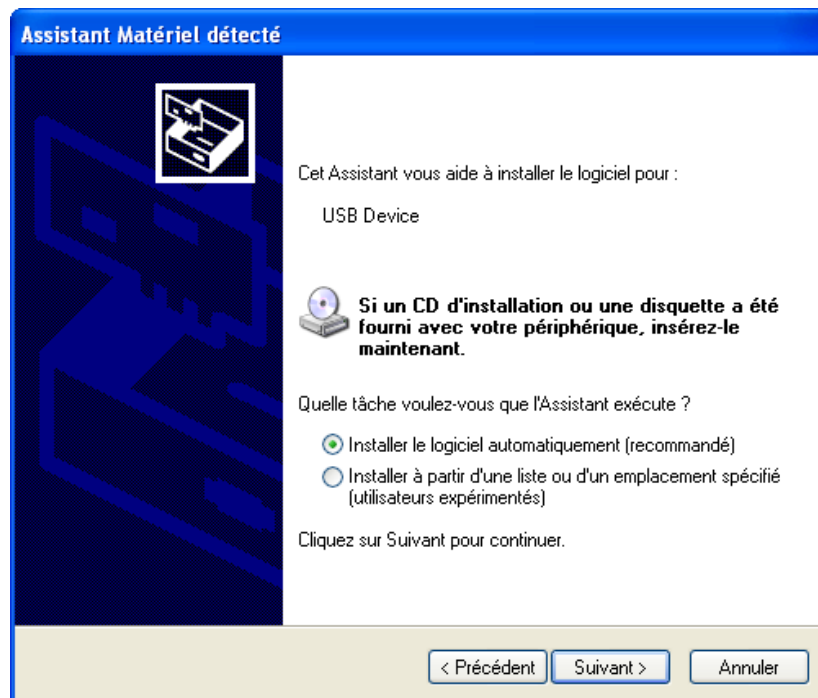 Assistant Matériel détecté
Cet Assistant vous aide à installer le logiciel pour :
USB Device
Si un CD d'installation ou une disquette a été
fourni avec votre périphérique, insérez-le
maintenant.
Quelle tâche voulez-vous que l'Assistant exécute ?
Installer le logiciel automatiquement (recommandé)
Installer à partir d'une liste ou d'un emplacement spécifié
(utilisateurs expérimentés)
Cliquez sur Suivant pour continuer.
< Précédent Suivant > Annuler